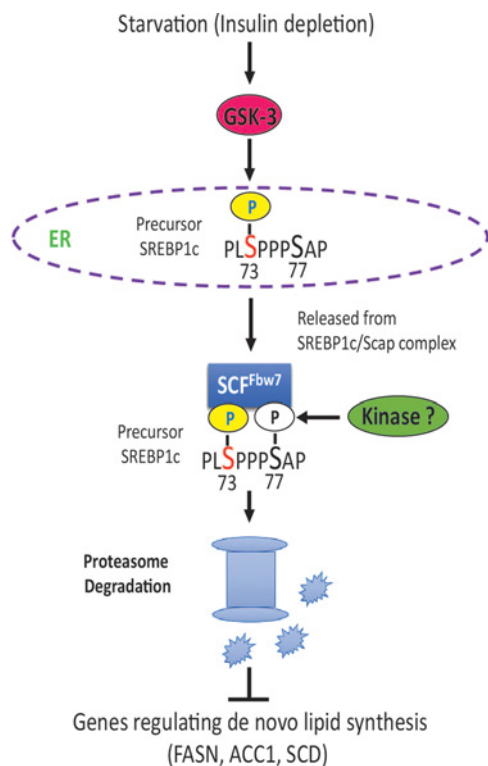 Starvation (Insulin depletion)
GSK-3
P
ER
Precursor
SREBP1c
PLSPPPSAP
73 77
Released from
SREBP1c/Scap complex
SCFFbw7
P P
Kinase ?
Precursor
SREBP1c
PLSPPPSAP
73 77
Proteasome
Degradation
Genes regulating de novo lipid synthesis
(FASN, ACC1, SCD)